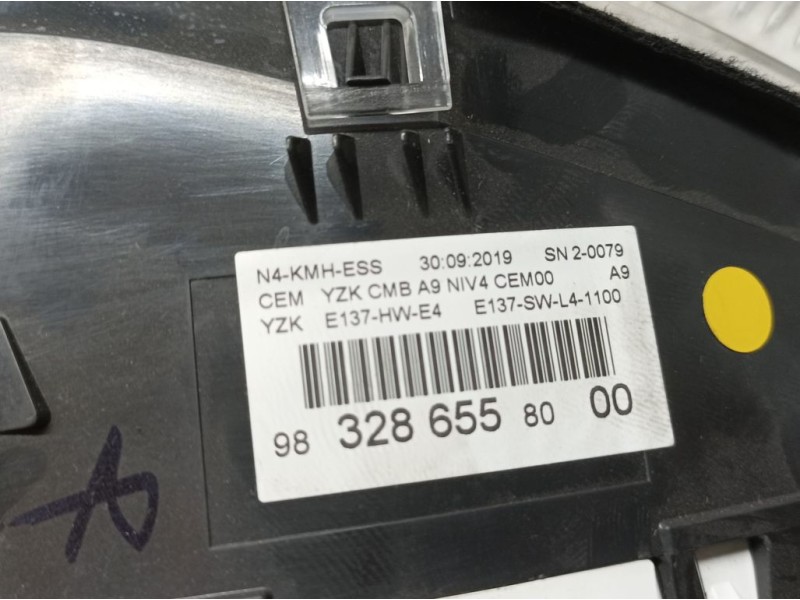 N4-KMH-ESS 30:09:2019 SN 2-0079
CEM YZK CMB A9 NIV4 CEM00 A9
YZK E137-HW-E4 E137-SW-L4-1100
98 328 655 80 00